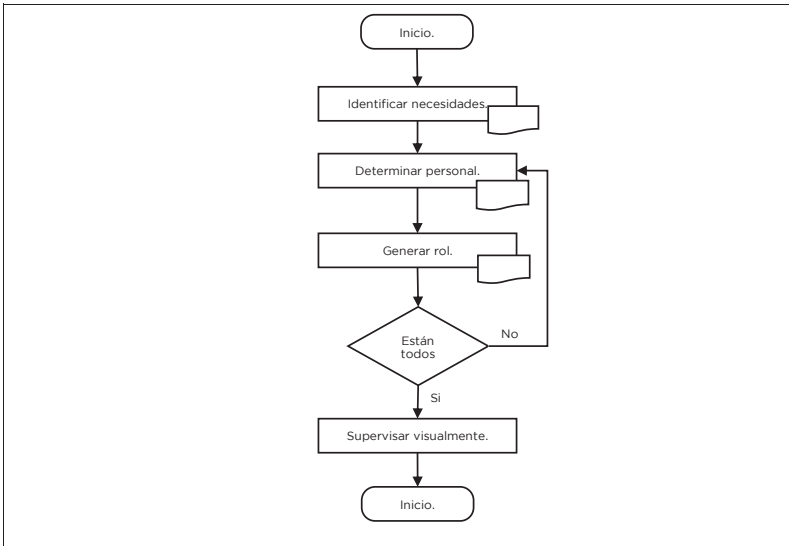 Inicio.
Identificar necesidades.
Determinar personal.
Generar rol.
Están
todos
No
Si
Supervisar visualmente.
Inicio.